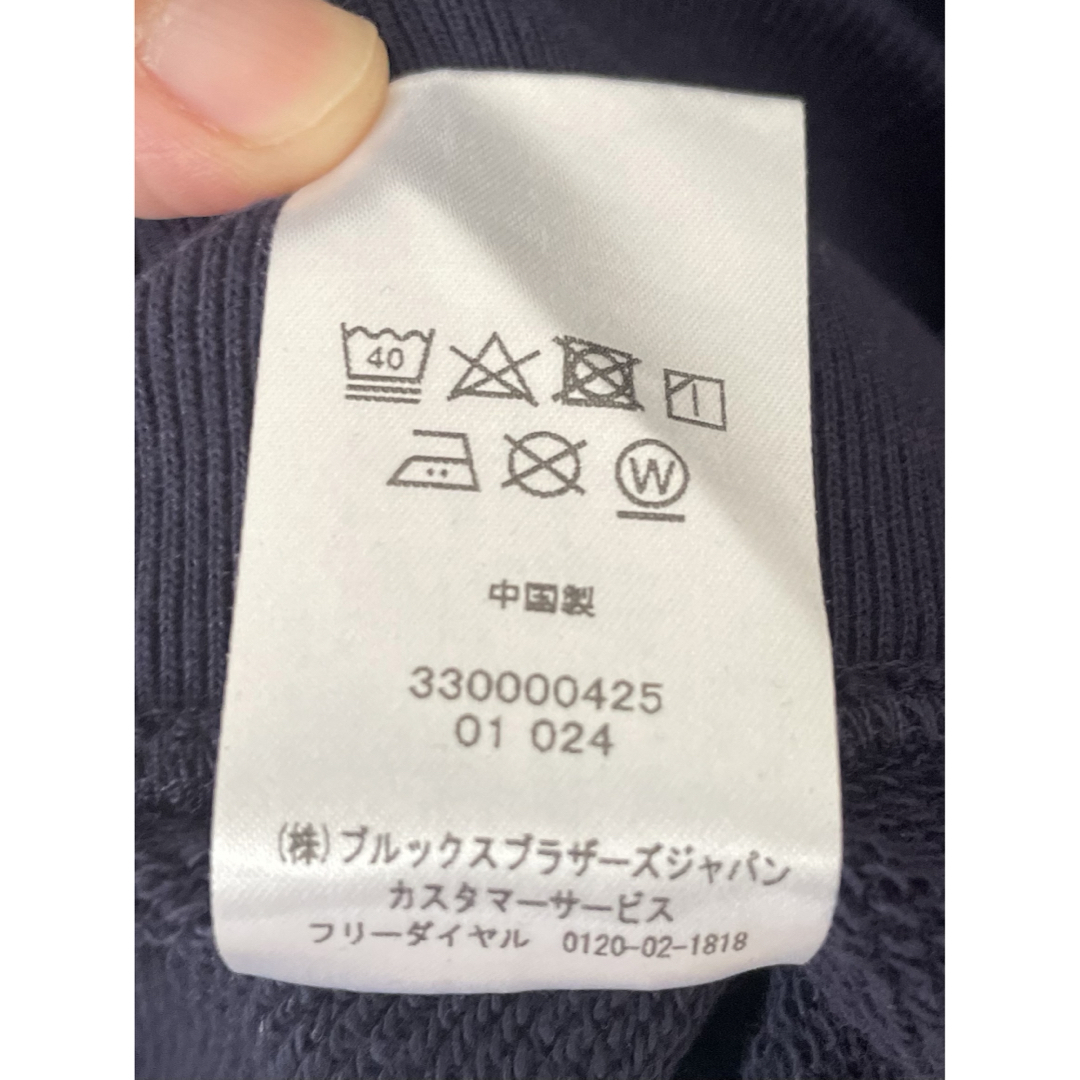 40
W
中国製
330000425
01 024
(株)ブルックスブラザーズジャパン
カスタマーサービス
フリーダイヤル 0120-02-1818